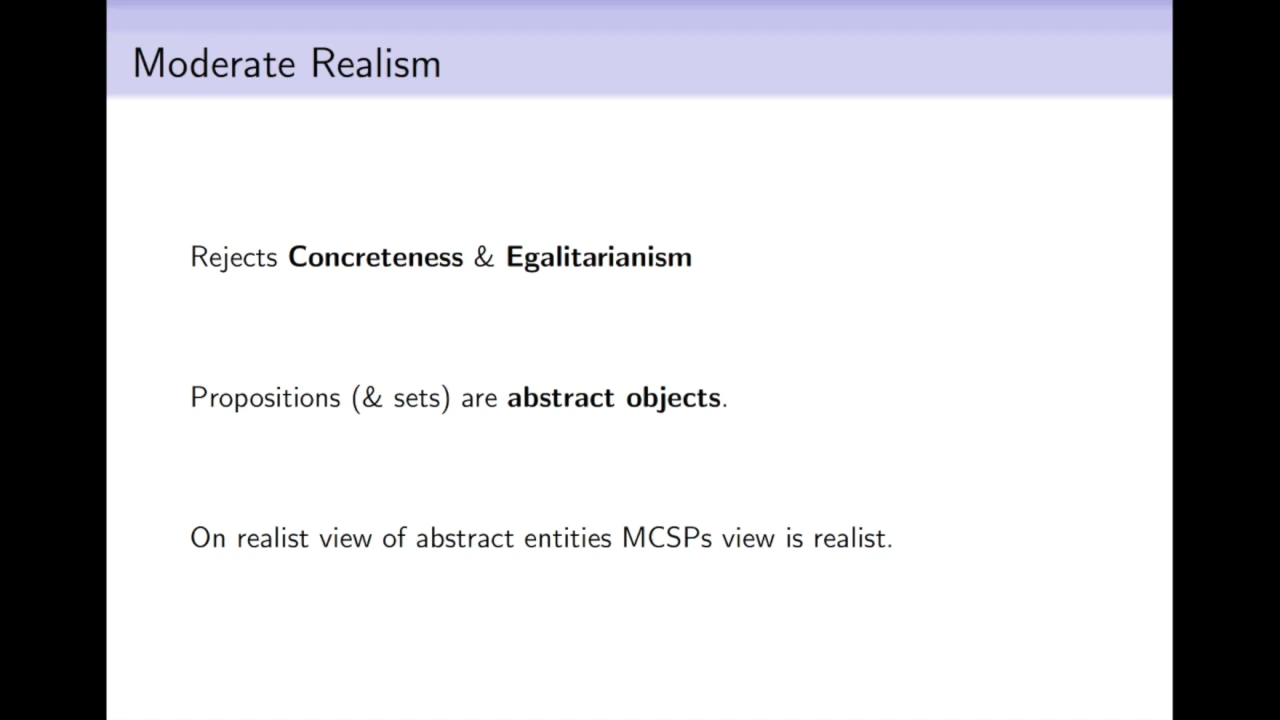 Moderate Realism
Rejects Concreteness & Egalitarianism
Propositions (& sets) are abstract objects.
On realist view of abstract entities MCSPs view is realist.